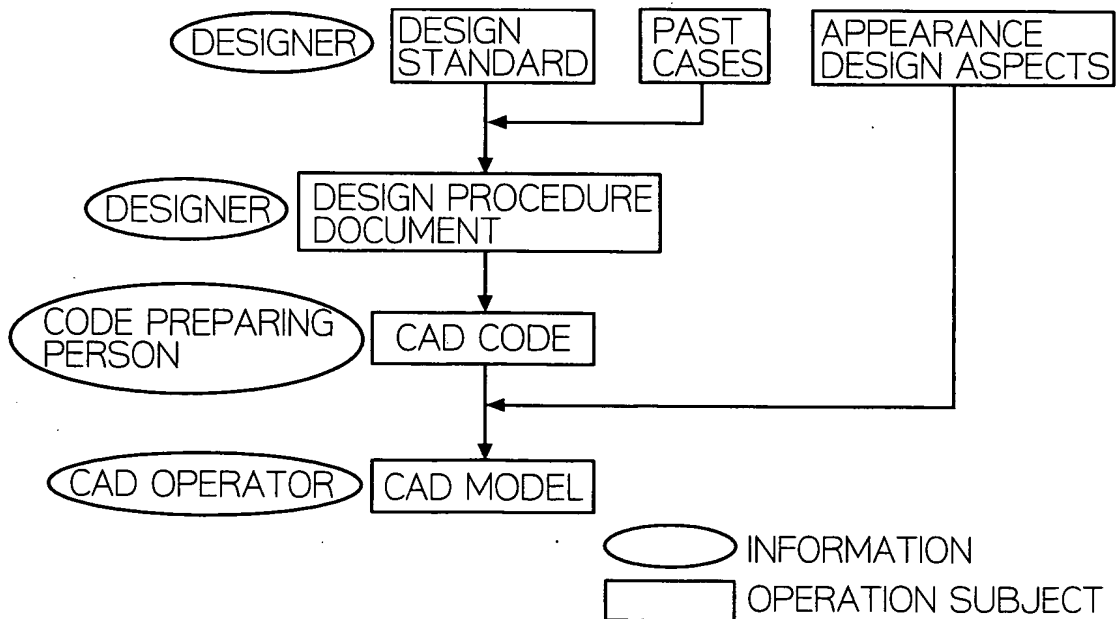 DESIGNER
DESIGN
STANDARD
PAST
CASES
APPEARANCE
DESIGN ASPECTS
DESIGNER
DESIGN PROCEDURE
DOCUMENT
CODE PREPARING
PERSON
CAD CODE
CAD OPERATOR
CAD MODEL
INFORMATION
OPERATION SUBJECT